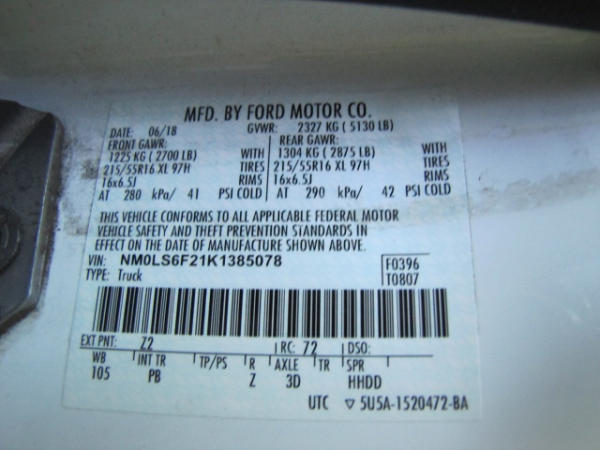 MFD. BY FORD MOTOR CO.
DATE: 06/18 GVWR: 2327 KG ( 5130 LB)
FRONT GAWR: REAR GAWR:
1225 KG ( 2700 LB) WITH 1304 KG ( 2875 LB) WITH
215/55R16 XL 97H TIRES 215/55R16 XL 97H TIRES
16x6.5J RIMS 16x6.5J RIMS
AT 280 kPa/ 41 PSI COLD AT 290 kPa/ 42 PSI COLD
THIS VEHICLE CONFORMS TO ALL APPLICABLE FEDERAL MOTOR
VEHICLE SAFETY AND THEFT PREVENTION STANDARDS IN
EFFECT ON THE DATE OF MANUFACTURE SHOWN ABOVE.
VIN: NM0LS6F21K1385078 F0396
TYPE: Truck T0807
EXT PNT: Z2 RC: 72 DSO:
WB INT TR TP/PS R AXLE TR SPR
105 PB Z 3D HHDD
UTC ▽ 5U5A-1520472-BA